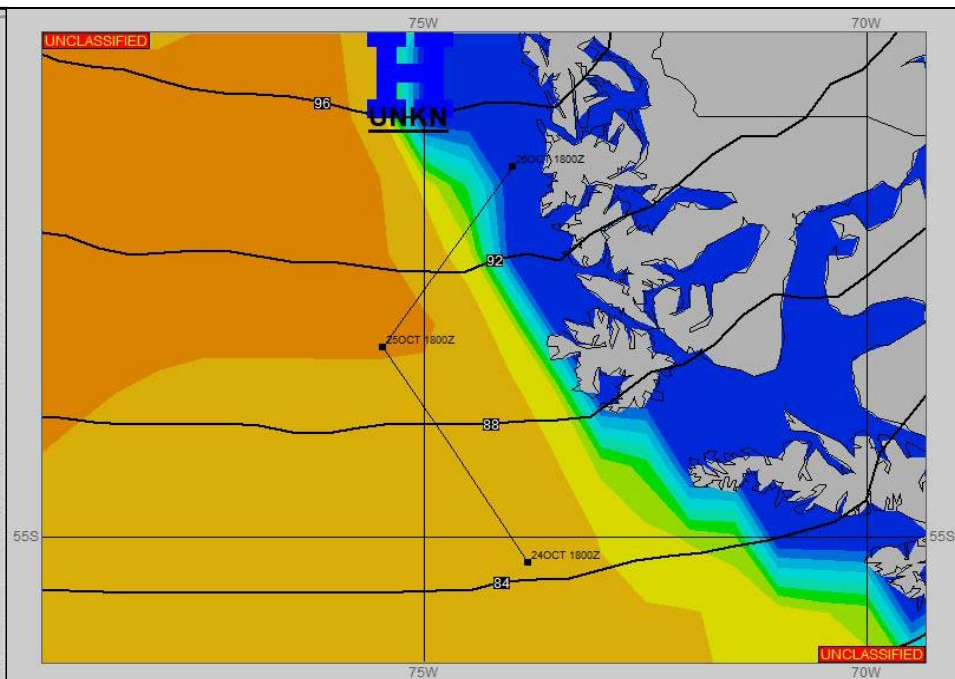 75W 70W
UNCLASSIFIED
H
96
UNKN
26OCT 1800Z
92
25OCT 1800Z
88
55S 55S
24OCT 1800Z
84
UNCLASSIFIED
75W 70W